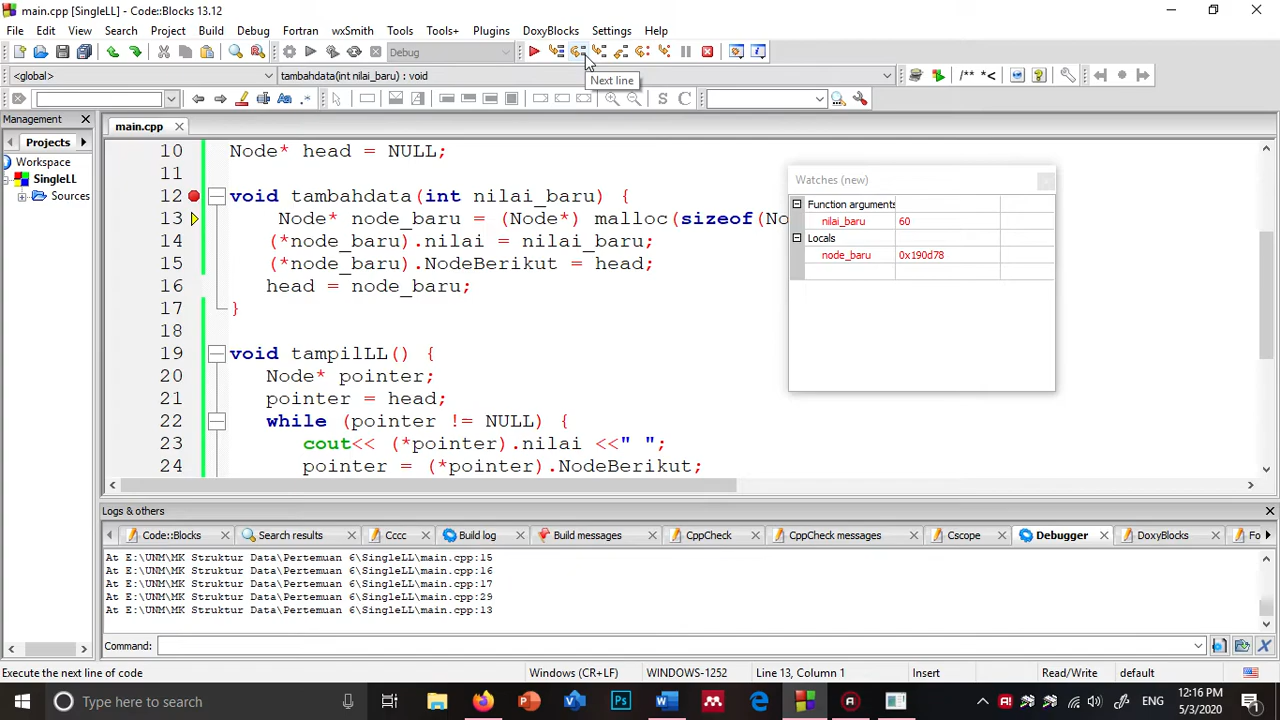 main.cpp [SingleLL] - Code::Blocks 13.12
File Edit View Search Project Build Debug Fortran wxSmith Tools Tools+ Plugins DoxyBlocks Settings Help
Debug
<global> tambahdata(int nilai_baru) : void /** *<
Next line
S C
Management main.cpp
Projects
Workspace
SingleLL
Sources
10 Node* head = NULL;
11
12 void tambahdata(int nilai_baru) {
13 Node* node_baru = (Node*) malloc(sizeof(No
14 (*node_baru).nilai = nilai_baru;
15 (*node_baru).NodeBerikut = head;
16 head = node_baru;
17 }
18
19 void tampilLL() {
20 Node* pointer;
21 pointer = head;
22 while (pointer != NULL) {
23 cout<< (*pointer).nilai <<" ";
24 pointer = (*pointer).NodeBerikut;
Watches (new)
Function arguments
nilai_baru 60
Locals
node_baru 0x190d78
Logs & others
Code::Blocks Search results Cccc Build log Build messages CppCheck CppCheck messages Cscope Debugger DoxyBlocks Fo
At E:\UNM\MK Struktur Data\Pertemuan 6\SingleLL\main.cpp:15
At E:\UNM\MK Struktur Data\Pertemuan 6\SingleLL\main.cpp:16
At E:\UNM\MK Struktur Data\Pertemuan 6\SingleLL\main.cpp:17
At E:\UNM\MK Struktur Data\Pertemuan 6\SingleLL\main.cpp:29
At E:\UNM\MK Struktur Data\Pertemuan 6\SingleLL\main.cpp:13
Command:
Execute the next line of code Windows (CR+LF) WINDOWS-1252 Line 13, Column 1 Insert Read/Write default
Type here to search ENG 12:16 PM
5/3/2020